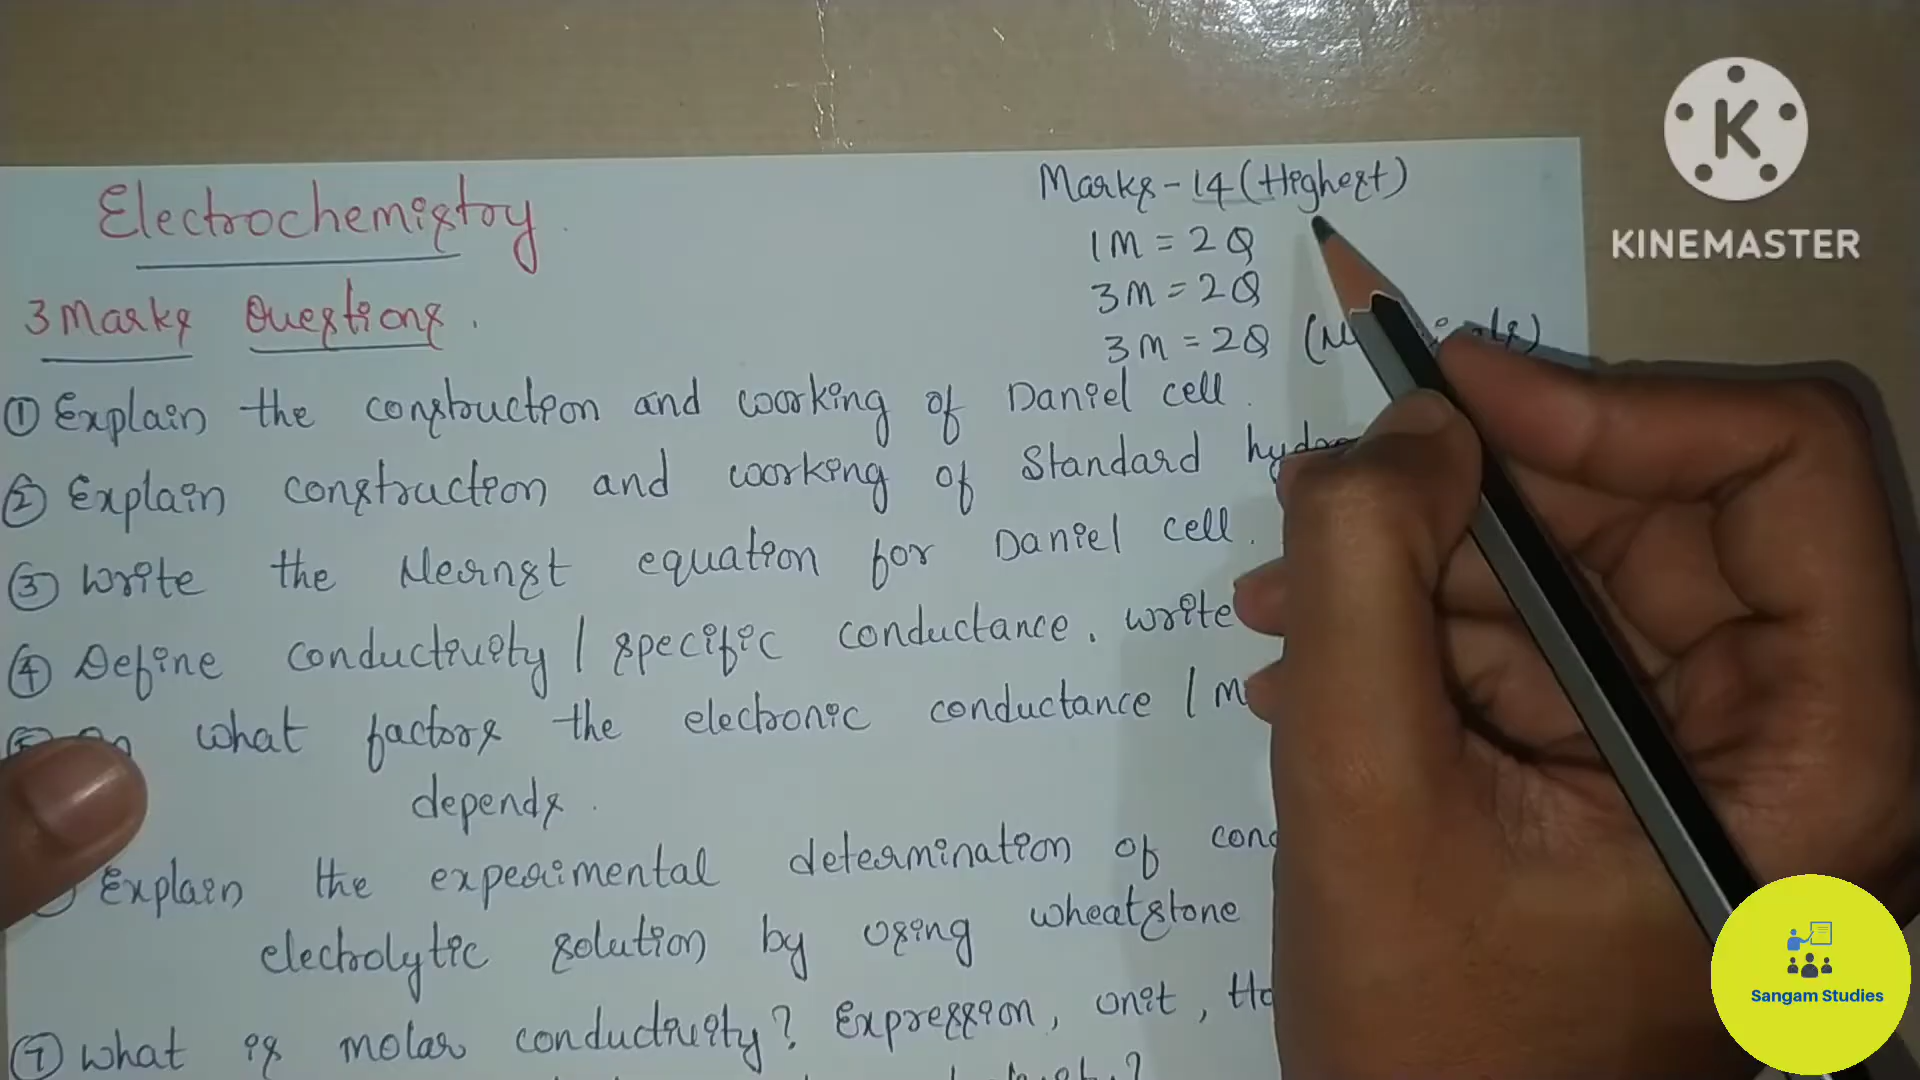 Electrochemistry
Marks - 14 (Highest)
1M = 2Q
3M = 2Q
3M = 2Q
3 Marks Questions.
① Explain the construction and working of Daniel cell.
② Explain construction and working of Standard
③ Write the Nernst equation for Daniel cell.
④ Define conductivity / specific conductance. write
what factors the electronic conductance /
depends.
Explain the experimental determination of
electrolytic solution by using wheatstone
⑦ What is molar conductivity? Expression, unit,
KINEMASTER
Sangam Studies